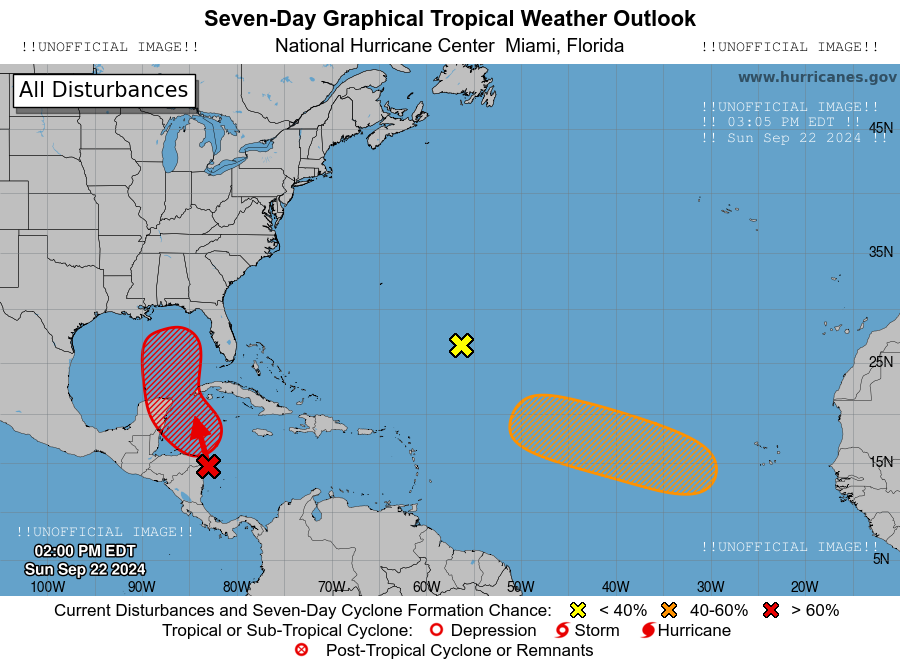 Seven-Day Graphical Tropical Weather Outlook
!!UNOFFICIAL IMAGE!! National Hurricane Center Miami, Florida !!UNOFFICIAL IMAGE!!
All Disturbances
www.hurricanes.gov
!!UNOFFICIAL IMAGE!!
!! 03:05 PM EDT !!
!! Sun Sep 22 2024 !!
45N
35N
25N
15N
!!UNOFFICIAL IMAGE!!
!!UNOFFICIAL IMAGE!!
02:00 PM EDT
5N
Sun Sep 22 2024
100W 90W 80W 70W 60W 50W 40W 30W 20W
Current Disturbances and Seven-Day Cyclone Formation Chance: < 40% 40-60% > 60%
Tropical or Sub-Tropical Cyclone: Depression Storm Hurricane
Post-Tropical Cyclone or Remnants